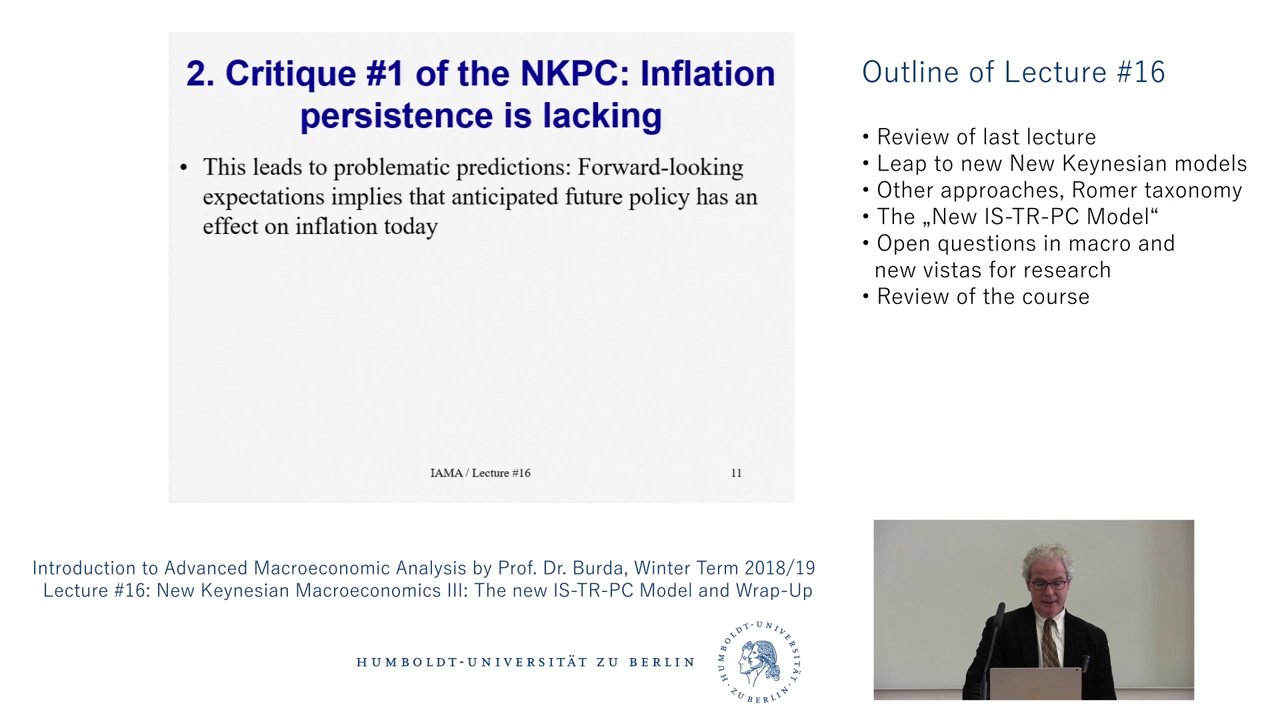 2. Critique #1 of the NKPC: Inflation
persistence is lacking
• This leads to problematic predictions: Forward-looking
expectations implies that anticipated future policy has an
effect on inflation today
IAMA / Lecture #16
11
Outline of Lecture #16
• Review of last lecture
• Leap to new New Keynesian models
• Other approaches, Romer taxonomy
• The „New IS-TR-PC Model“
• Open questions in macro and
new vistas for research
• Review of the course
Introduction to Advanced Macroeconomic Analysis by Prof. Dr. Burda, Winter Term 2018/19
Lecture #16: New Keynesian Macroeconomics III: The new IS-TR-PC Model and Wrap-Up
HUMBOLDT-UNIVERSITÄT ZU BERLIN
HUMBOLDT-UNIVERSITÄT
ZU BERLIN